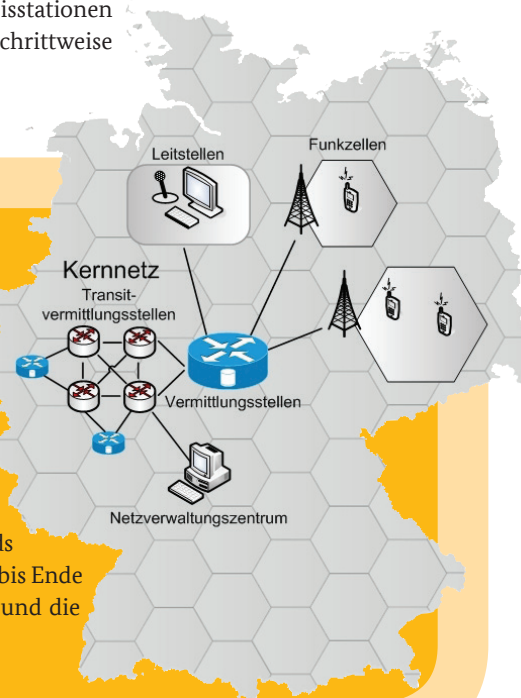 isstationen
chrittweise
Leitstellen
Funkzellen
Kernnetz
Transit-
vermittlungsstellen
Vermittlungsstellen
Netzverwaltungszentrum
ls
bis Ende
und die